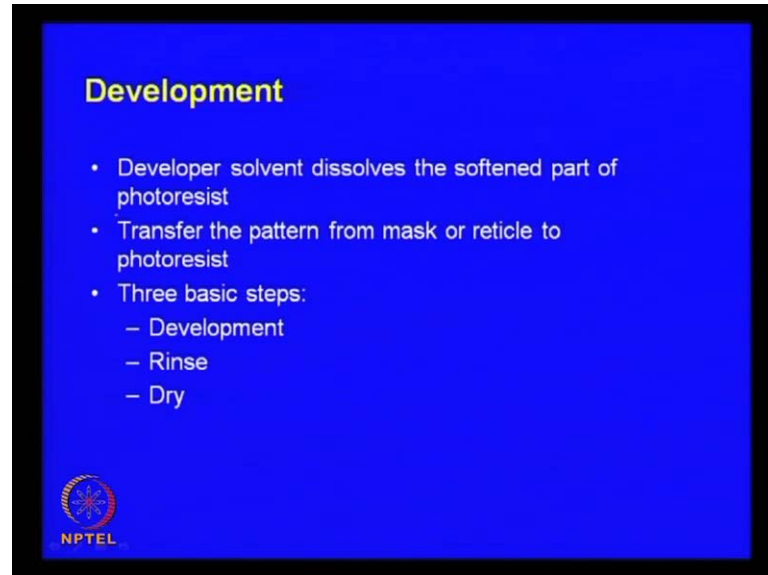 Development
• Developer solvent dissolves the softened part of
photoresist
• Transfer the pattern from mask or reticle to
photoresist
• Three basic steps:
– Development
– Rinse
– Dry
NPTEL